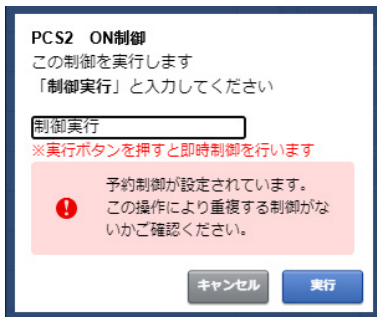 PCS2　ON制御
この制御を実行します
「制御実行」と入力してください
制御実行
※実行ボタンを押すと即時制御を行います
予約制御が設定されています。
この操作により重複する制御がな
いかご確認ください。
キャンセル
実行